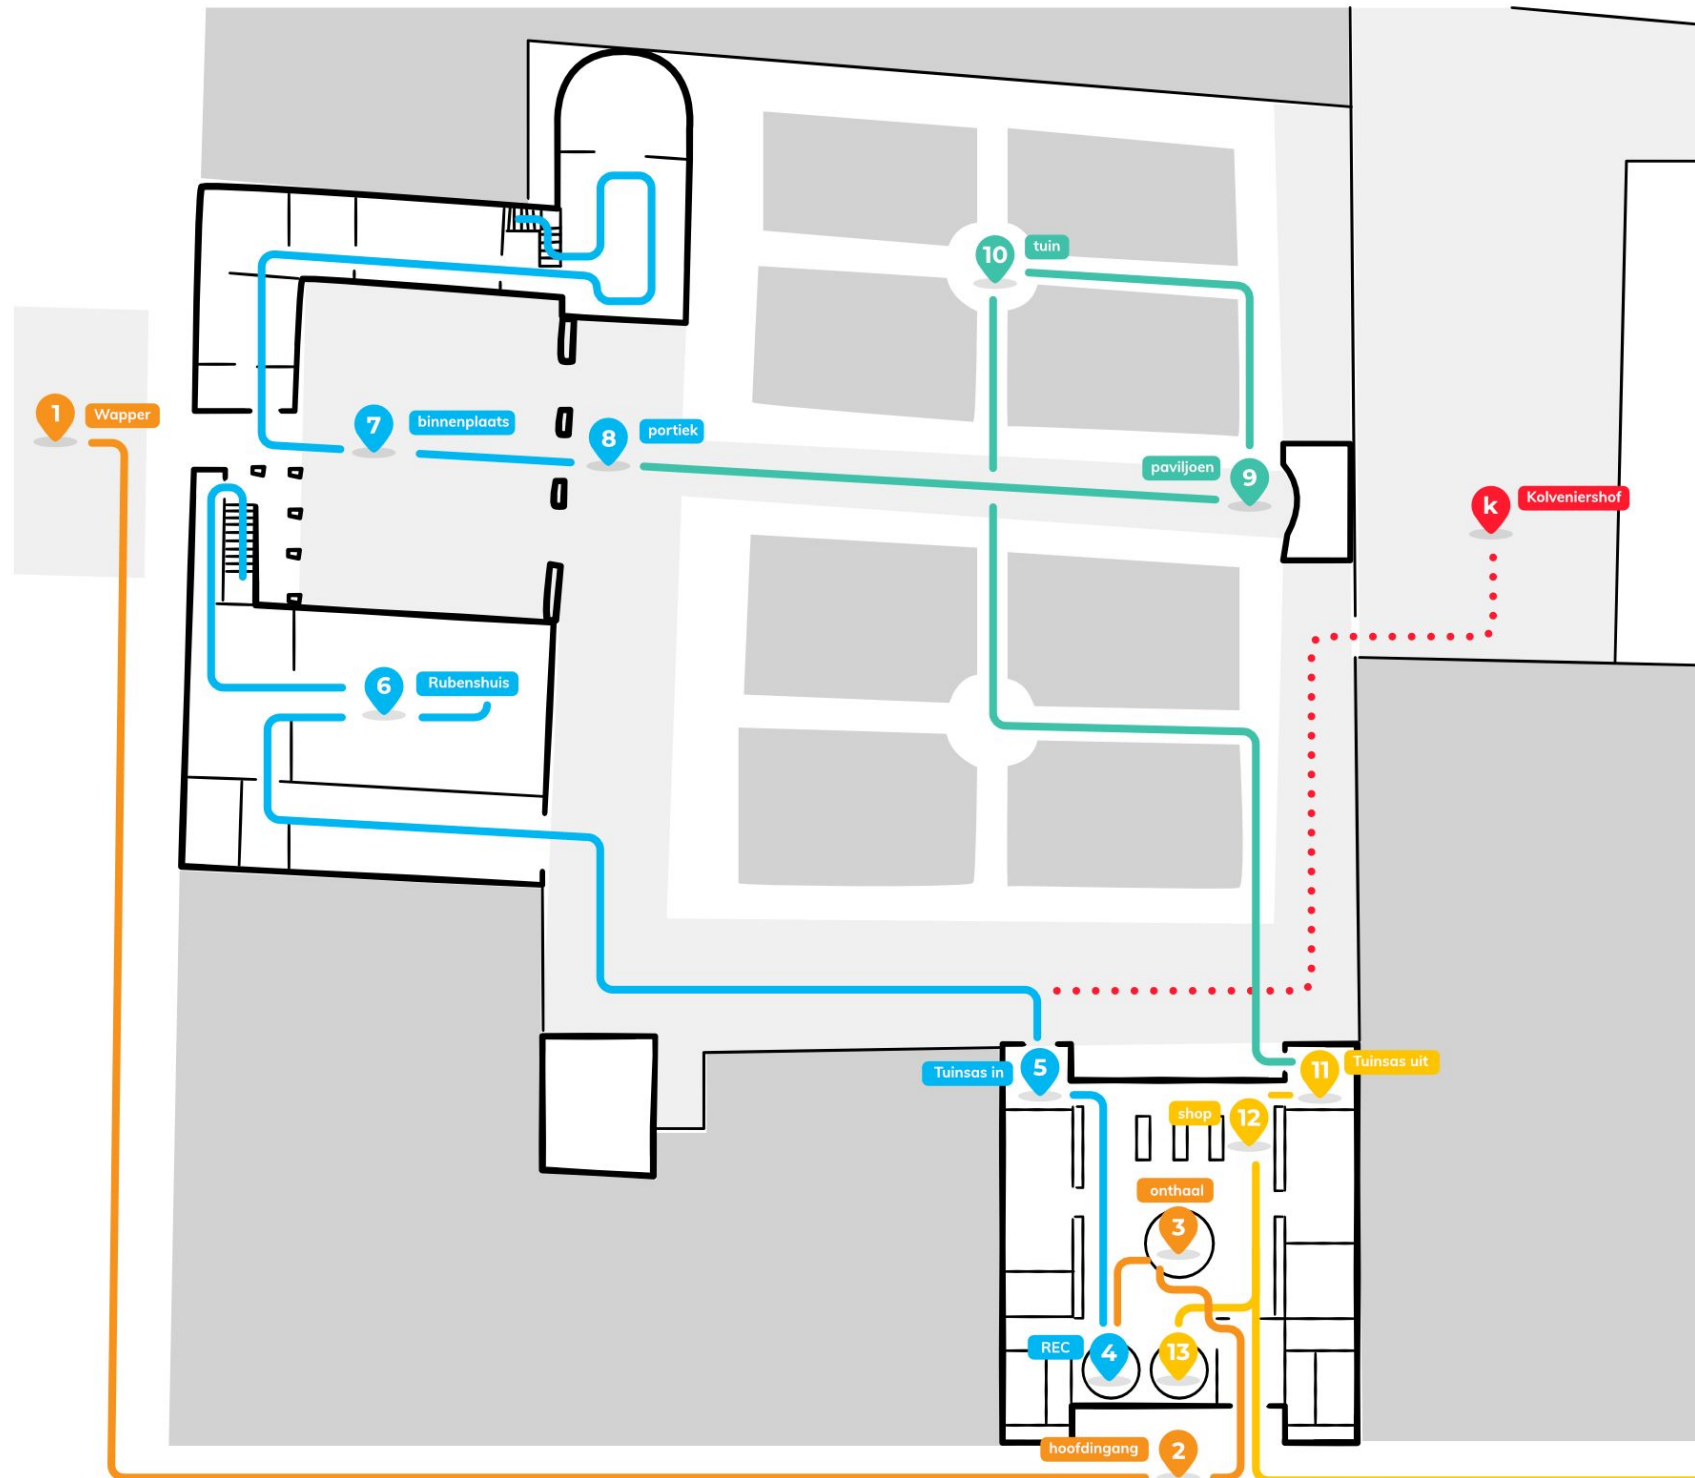 10 tuin
1 Wapper
7 binnenplaats
8 portiek
paviljoen 9
k Kolveniershof
6 Rubenshuis
Tuinsas in 5
11 Tuinsas uit
shop 12
onthaal
3
REC 4
13
hoofdingang 2